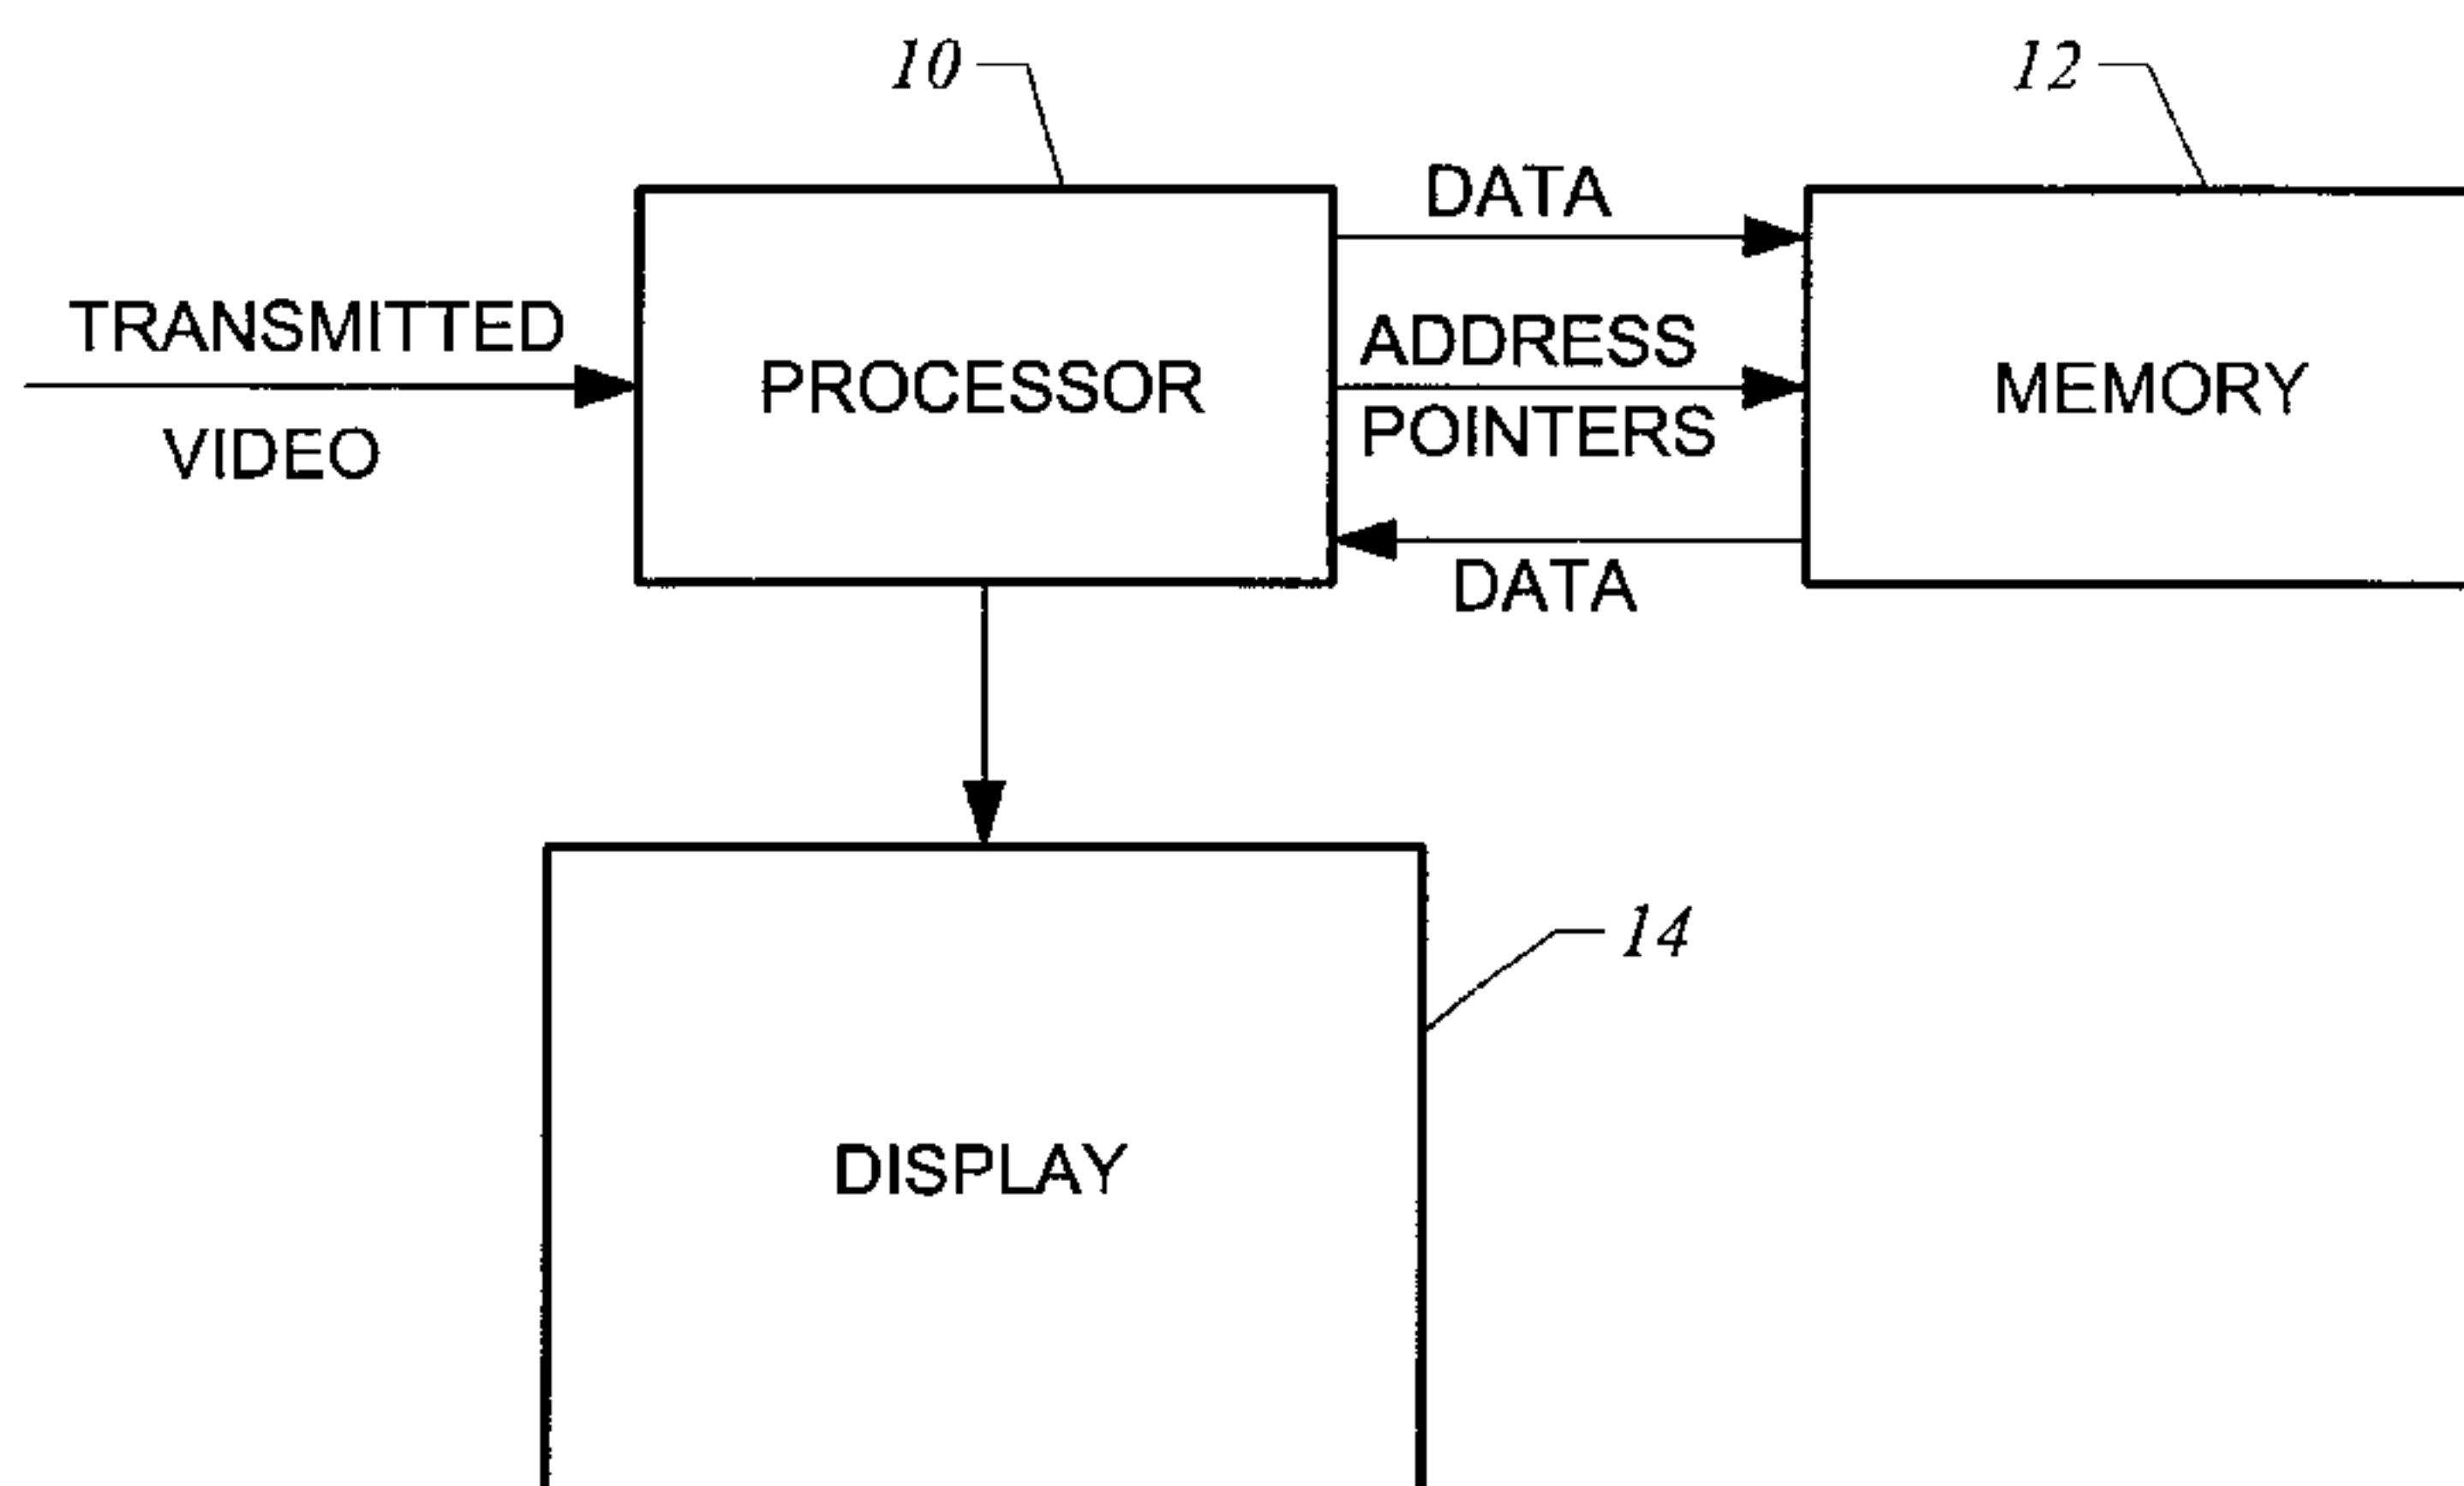 10
12
DATA
TRANSMITTED
VIDEO
PROCESSOR
ADDRESS
POINTERS
MEMORY
DATA
14
DISPLAY